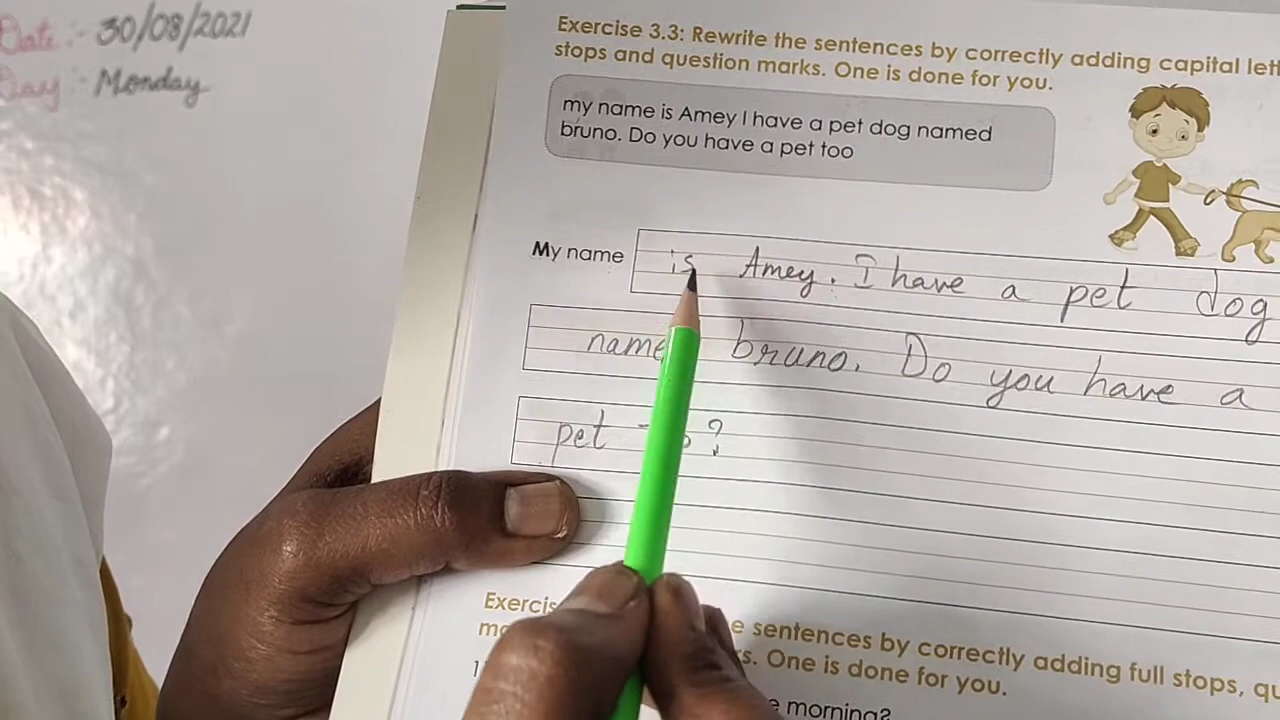 Date :- 30/08/2021
Day :- Monday
Exercise 3.3: Rewrite the sentences by correctly adding capital lett
stops and question marks. One is done for you.
my name is Amey I have a pet dog named
bruno. Do you have a pet too
My name is Amey. I have a pet dog
name bruno. Do you have a
pet ?
Exercis e sentences by correctly adding full stops, qu
s. One is done for you.
morning?